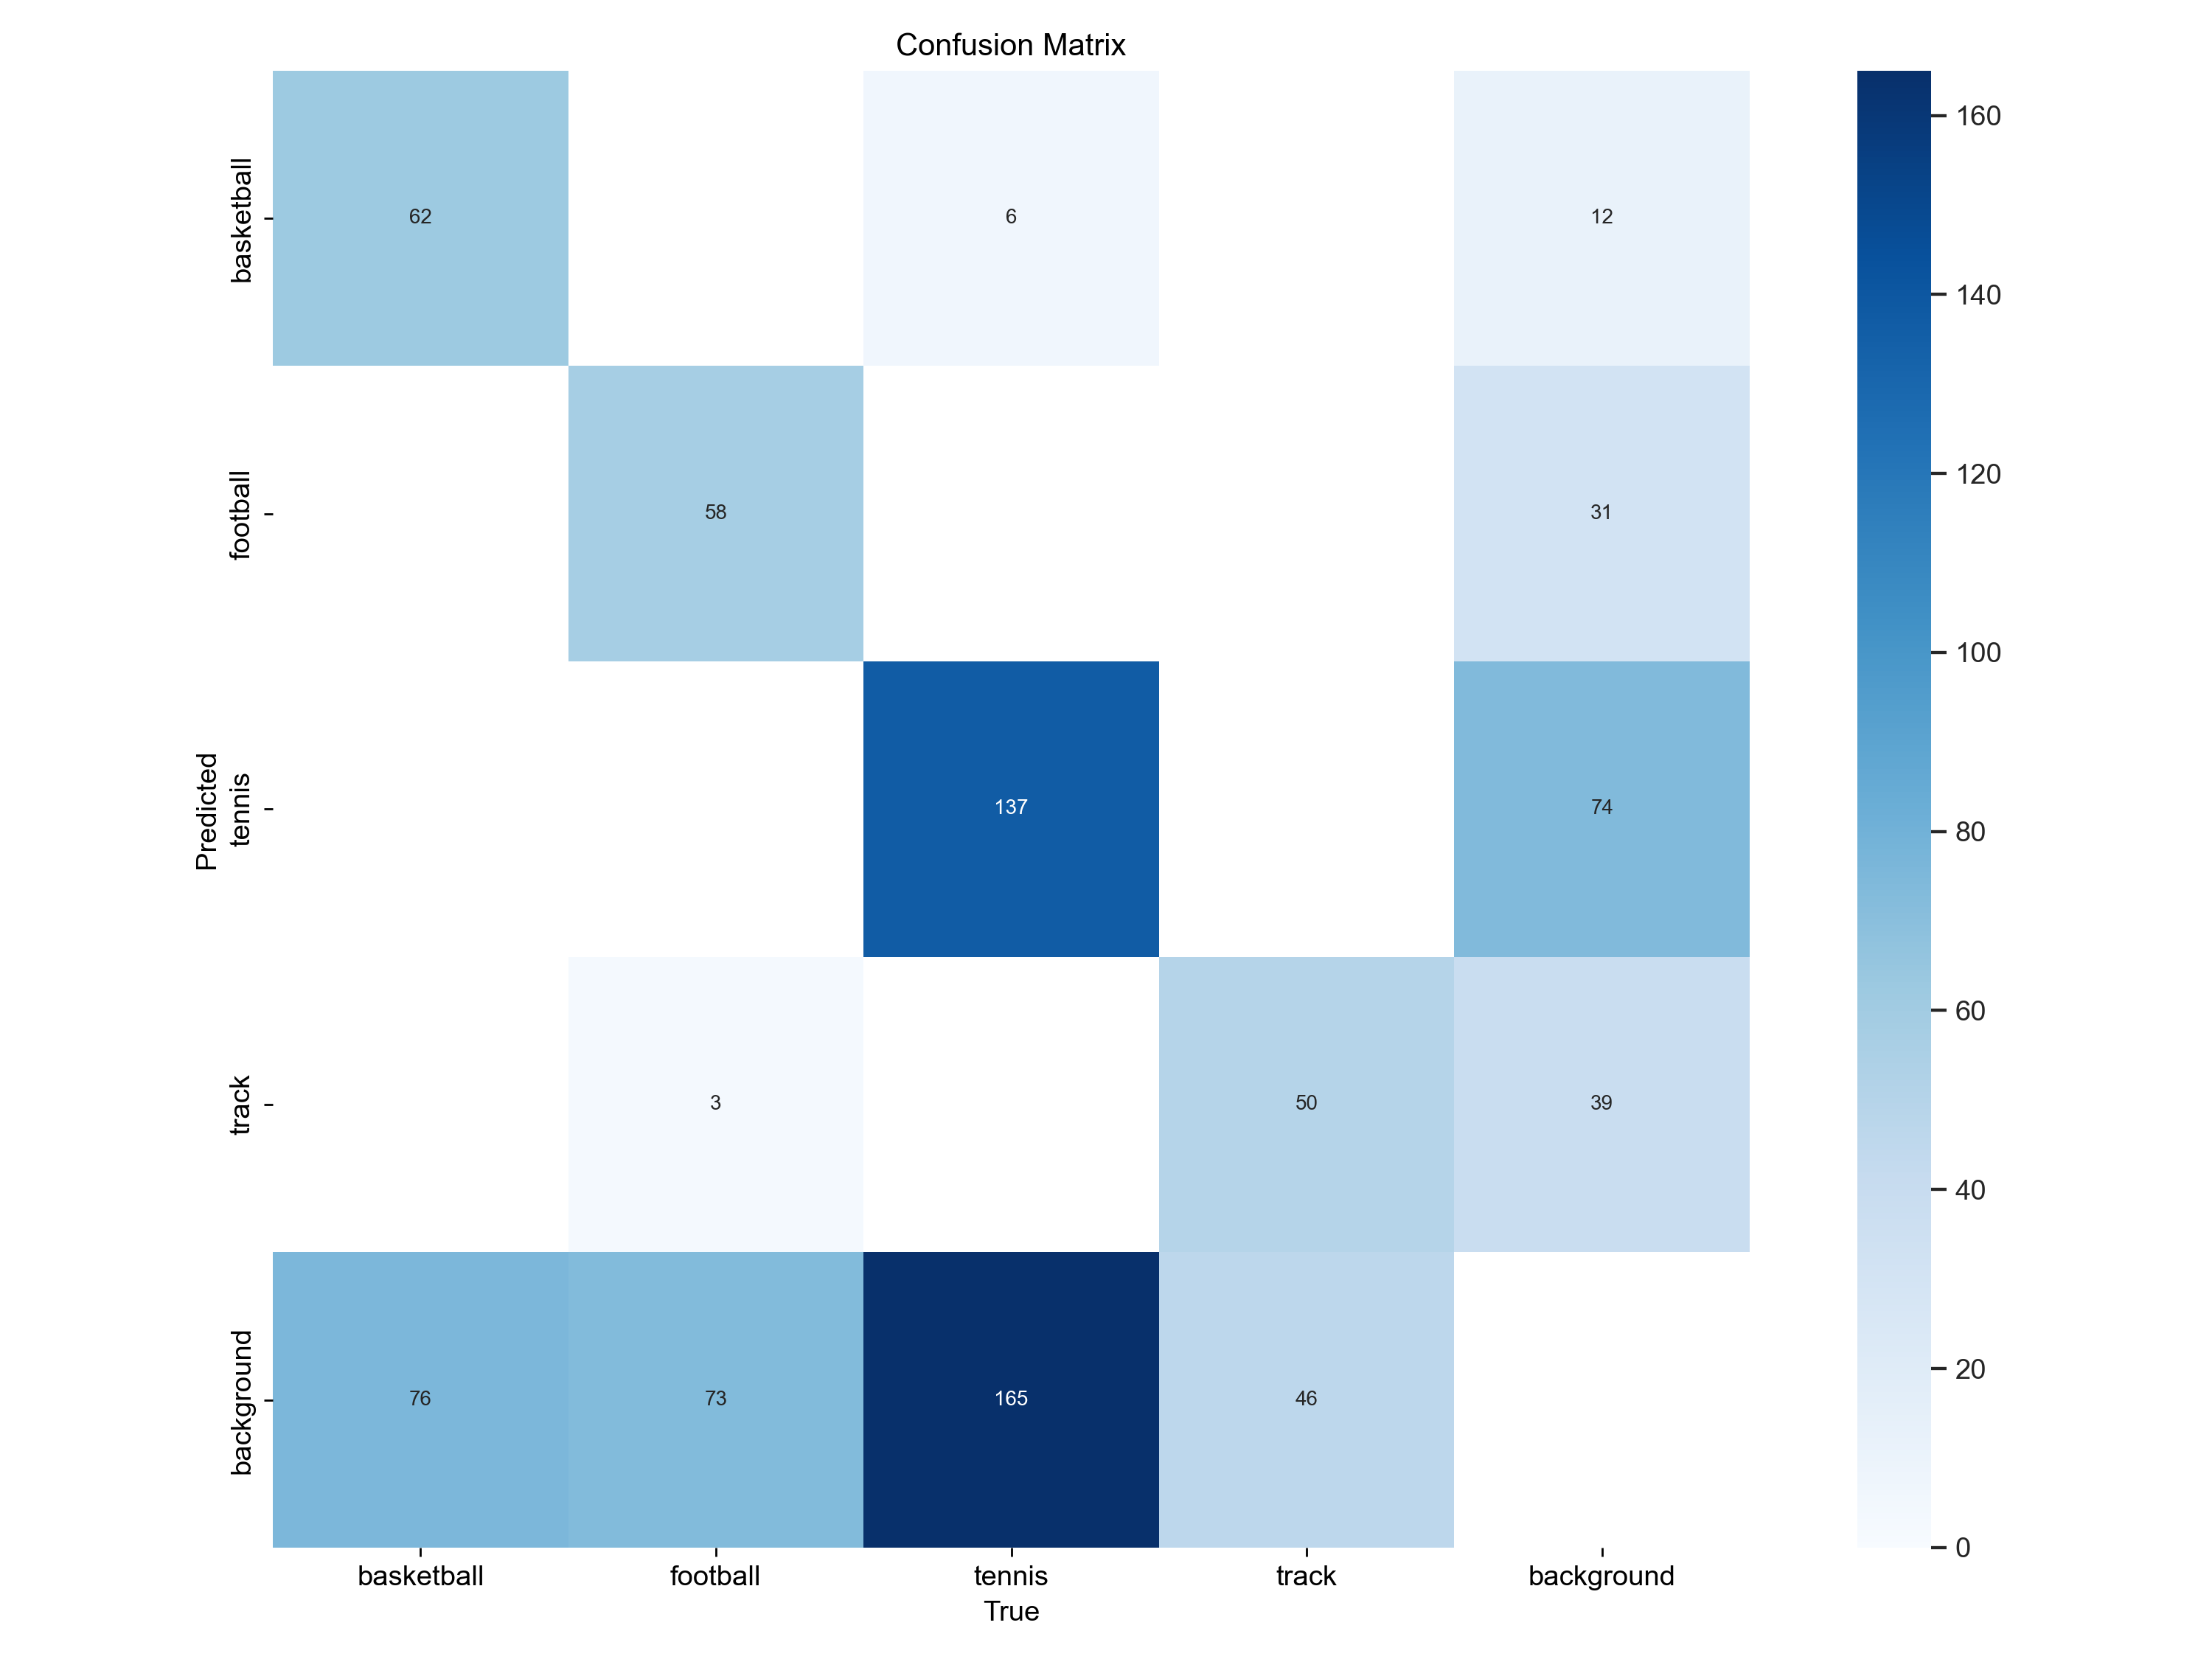 Confusion Matrix
basketball
62
6
12
football
58
31
Predicted
tennis
137
74
track
3
50
39
background
76
73
165
46
basketball
football
tennis
track
background
True
160
140
120
100
80
60
40
20
0